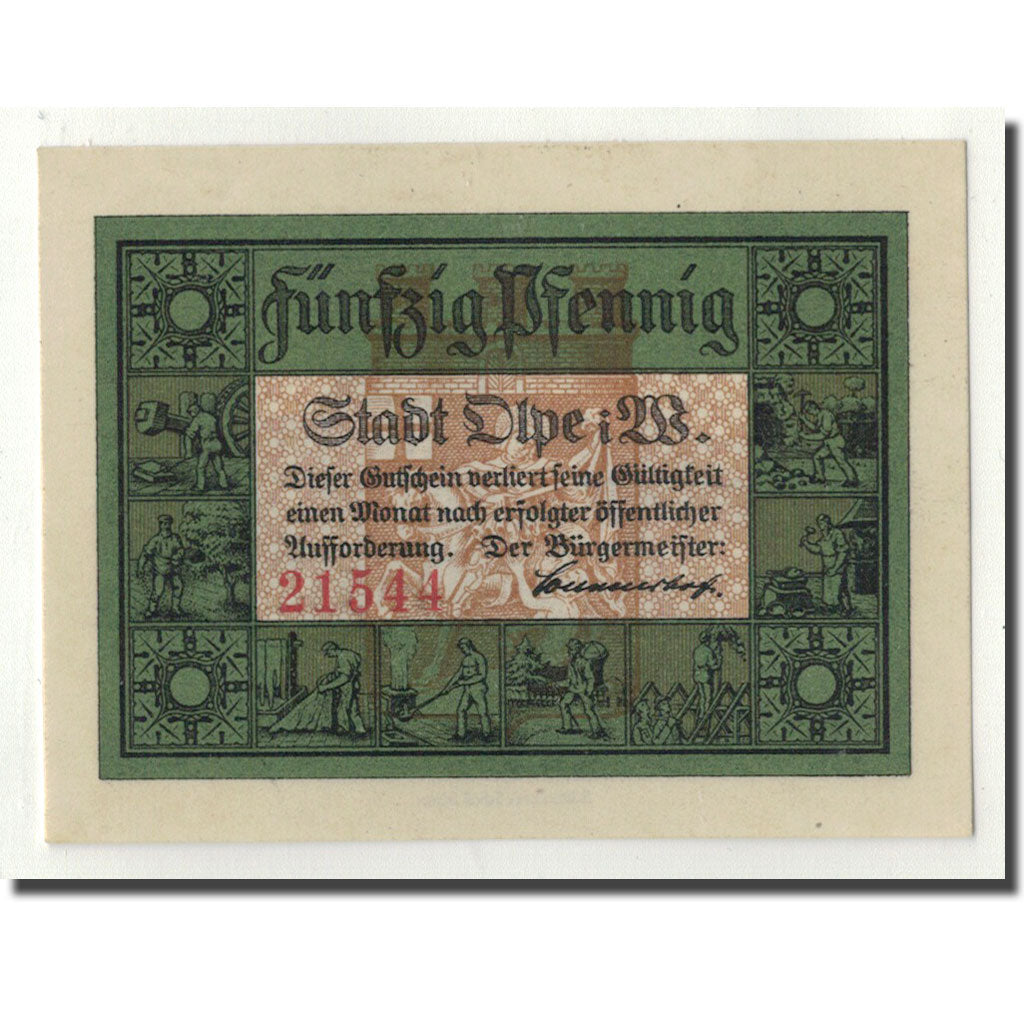 Fünfzig Pfennig
Stadt Olpe i W.
Dieser Gutschein verliert seine Gültigkeit
einen Monat nach erfolgter öffentlicher
Aufforderung. Der Bürgermeister:
21544